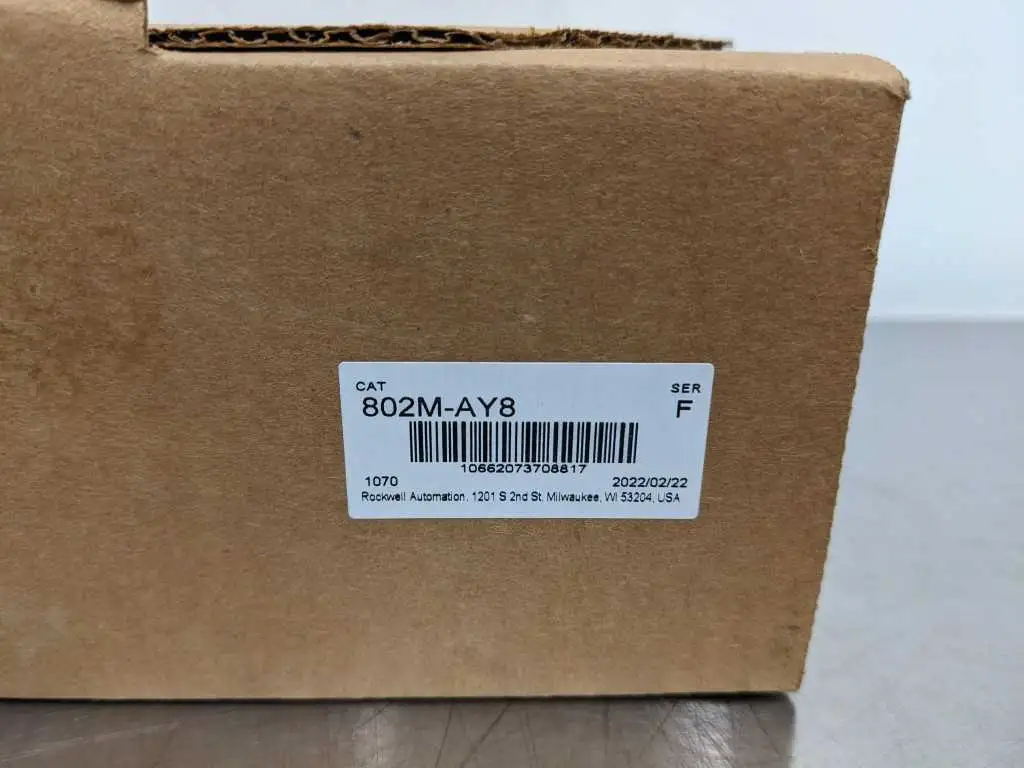 CAT SER
802M-AY8 F
10662073708817
1070 2022/02/22
Rockwell Automation, 1201 S 2nd St, Milwaukee, WI 53204, USA